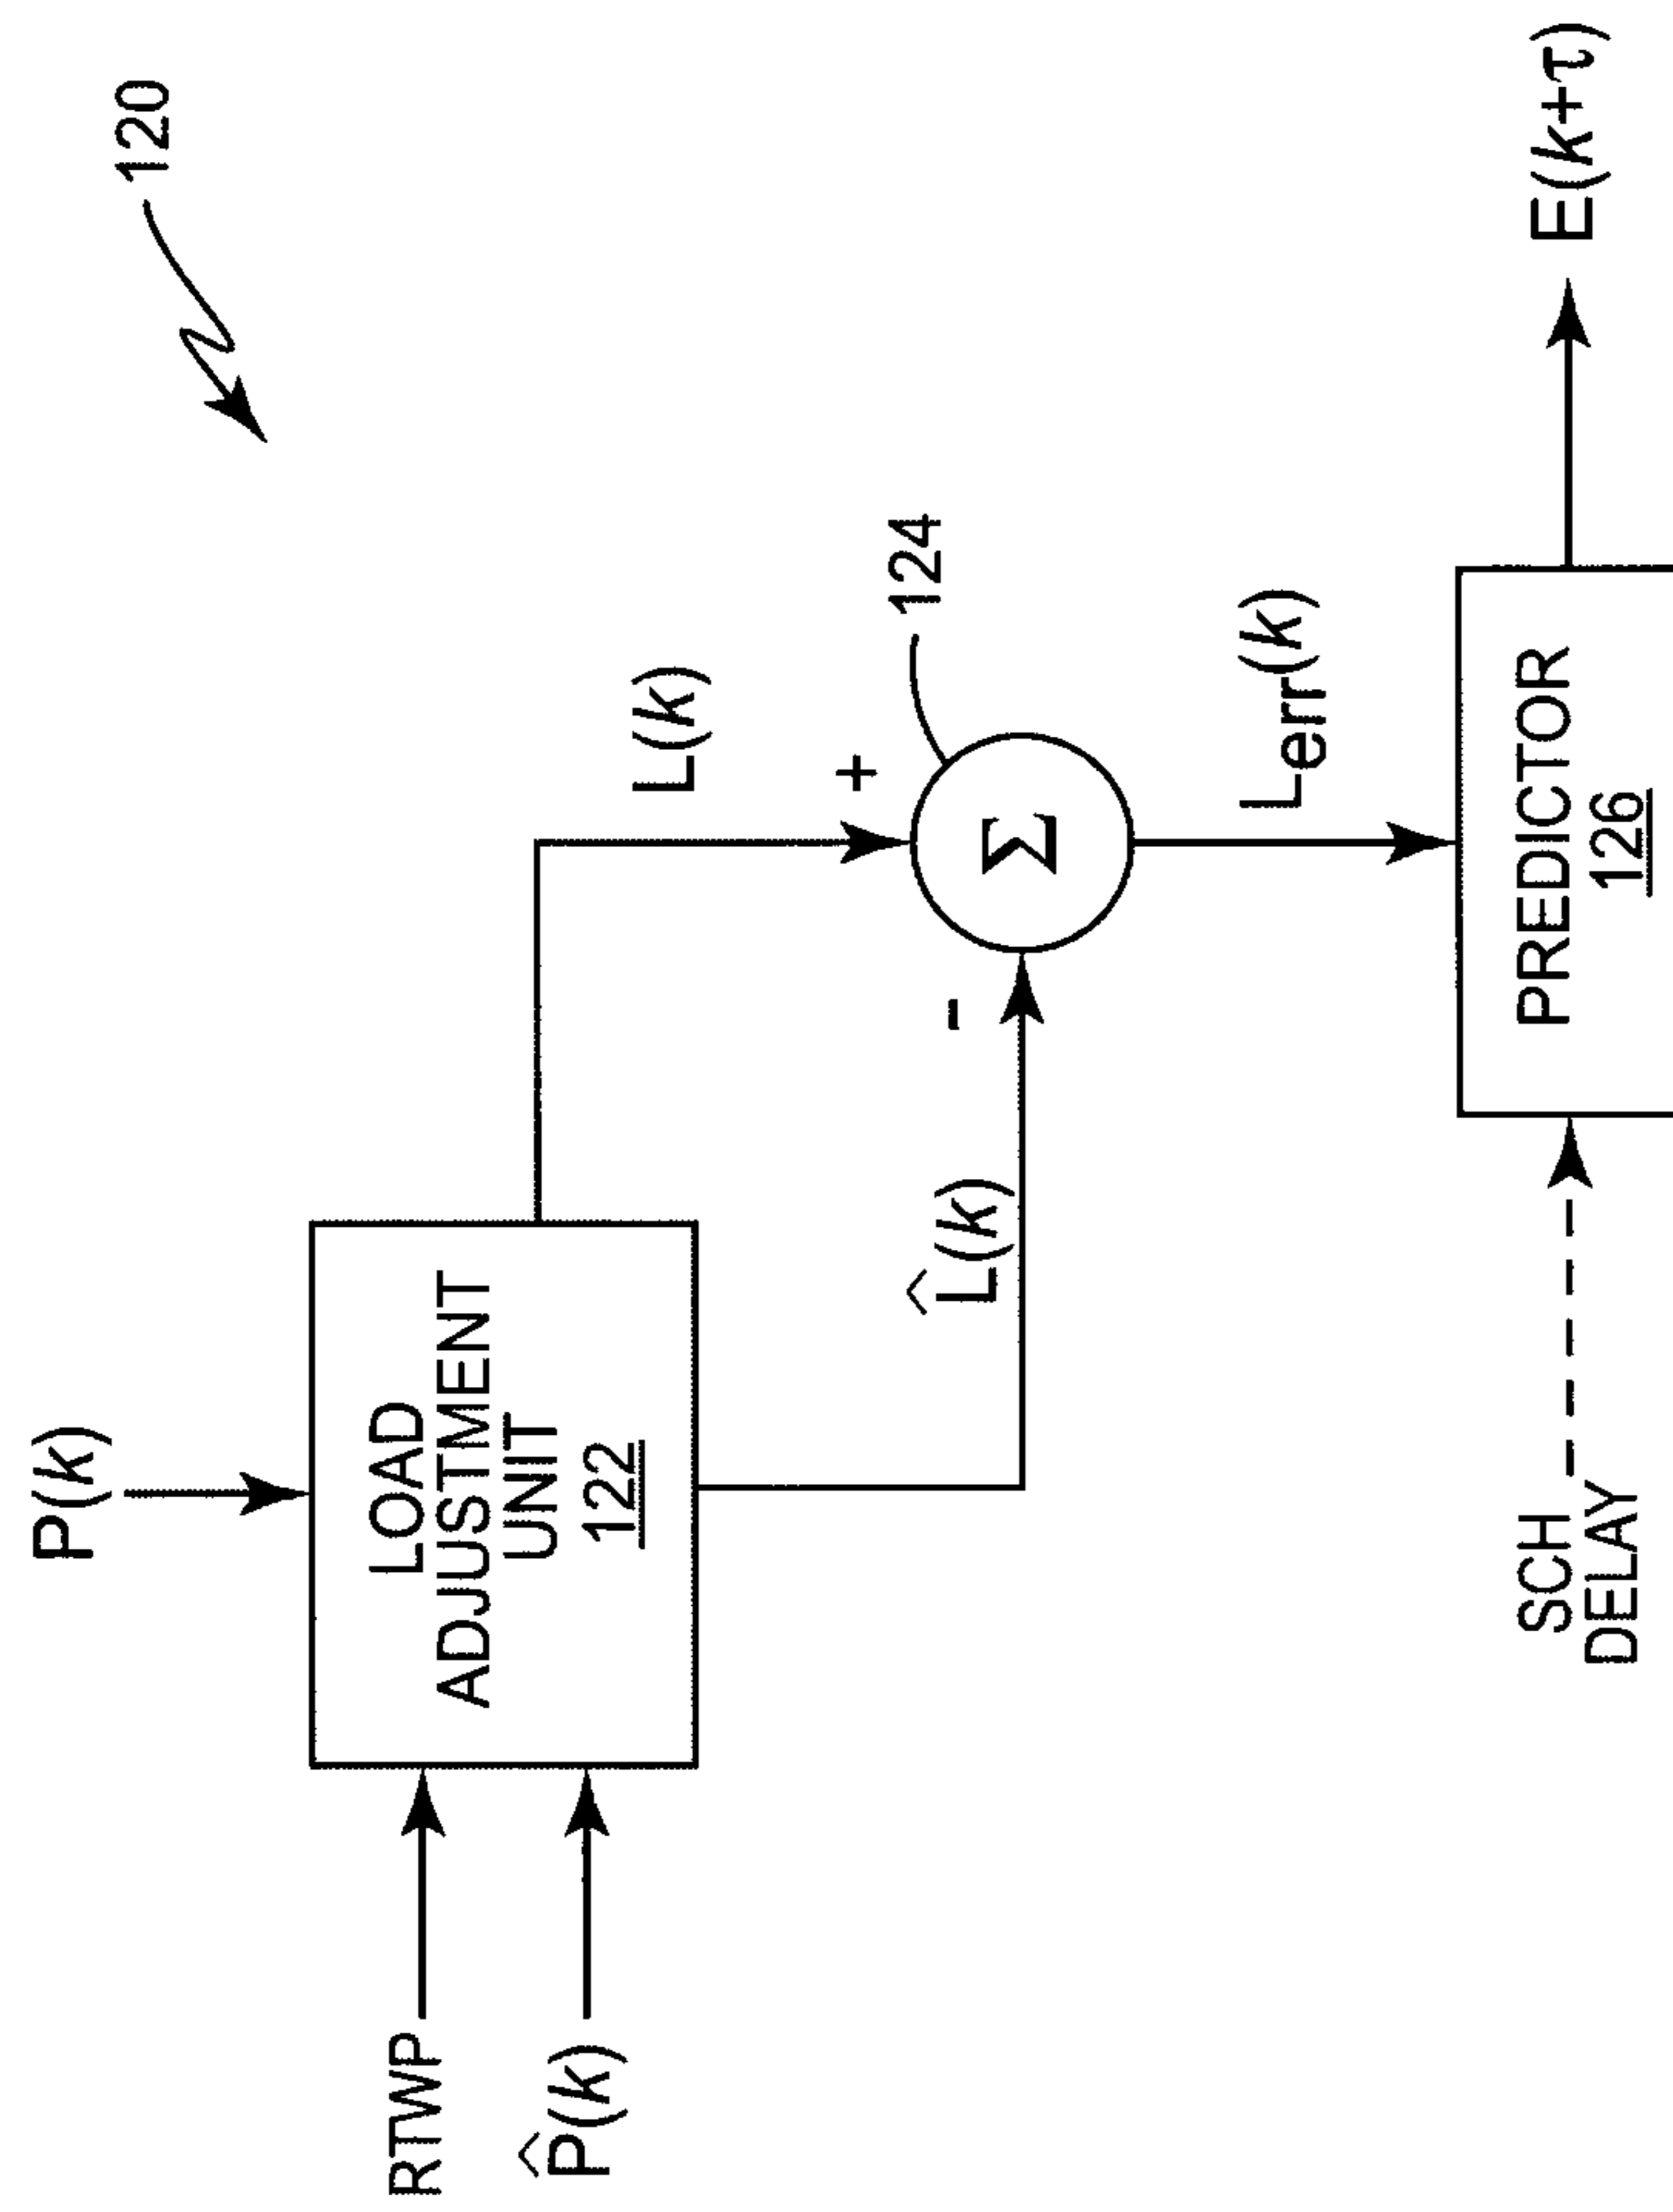 120
P(k)
RTWP
P̂(k)
LOAD
ADJUSTMENT
UNIT
122
L(k)
L̂(k)
+
-
Σ
124
Lerr(k)
SCH
DELAY
PREDICTOR
126
E(k+τ)